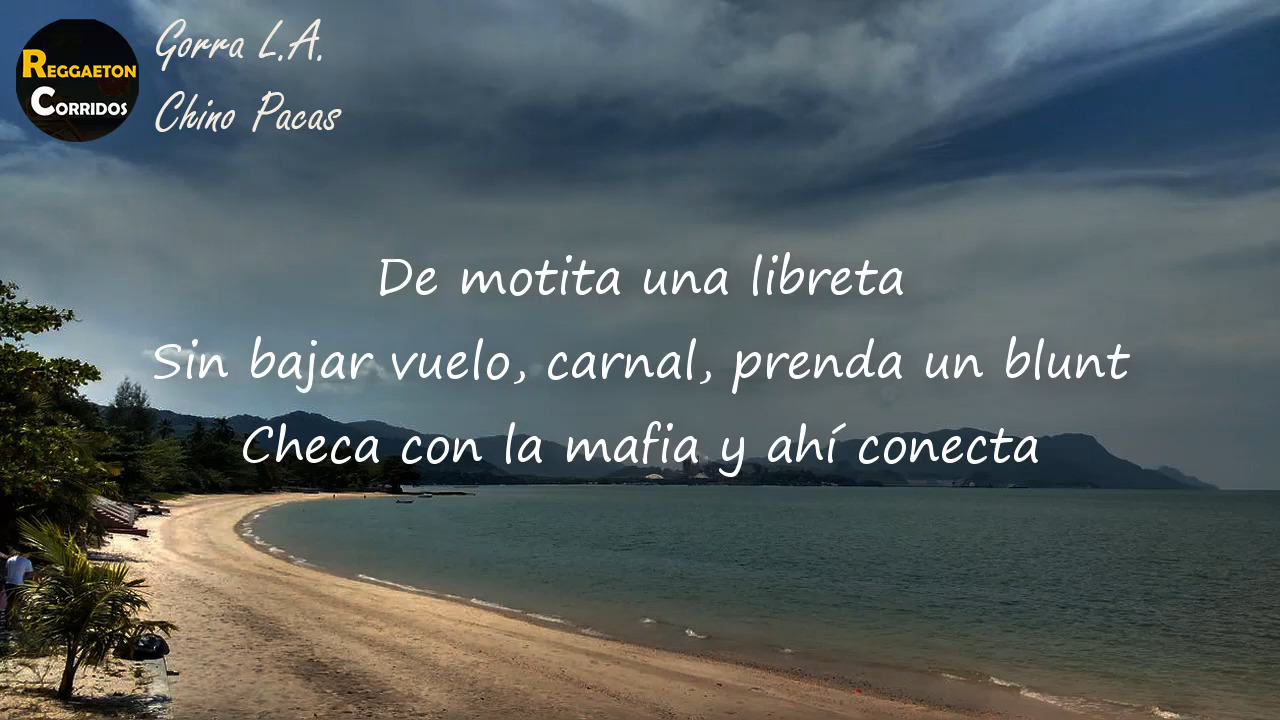 REGGAETON
CORRIDOS
Gorra L.A.
Chino Pacas
De motita una libreta
Sin bajar vuelo, carnal, prenda un blunt
Checa con la mafia y ahí conecta